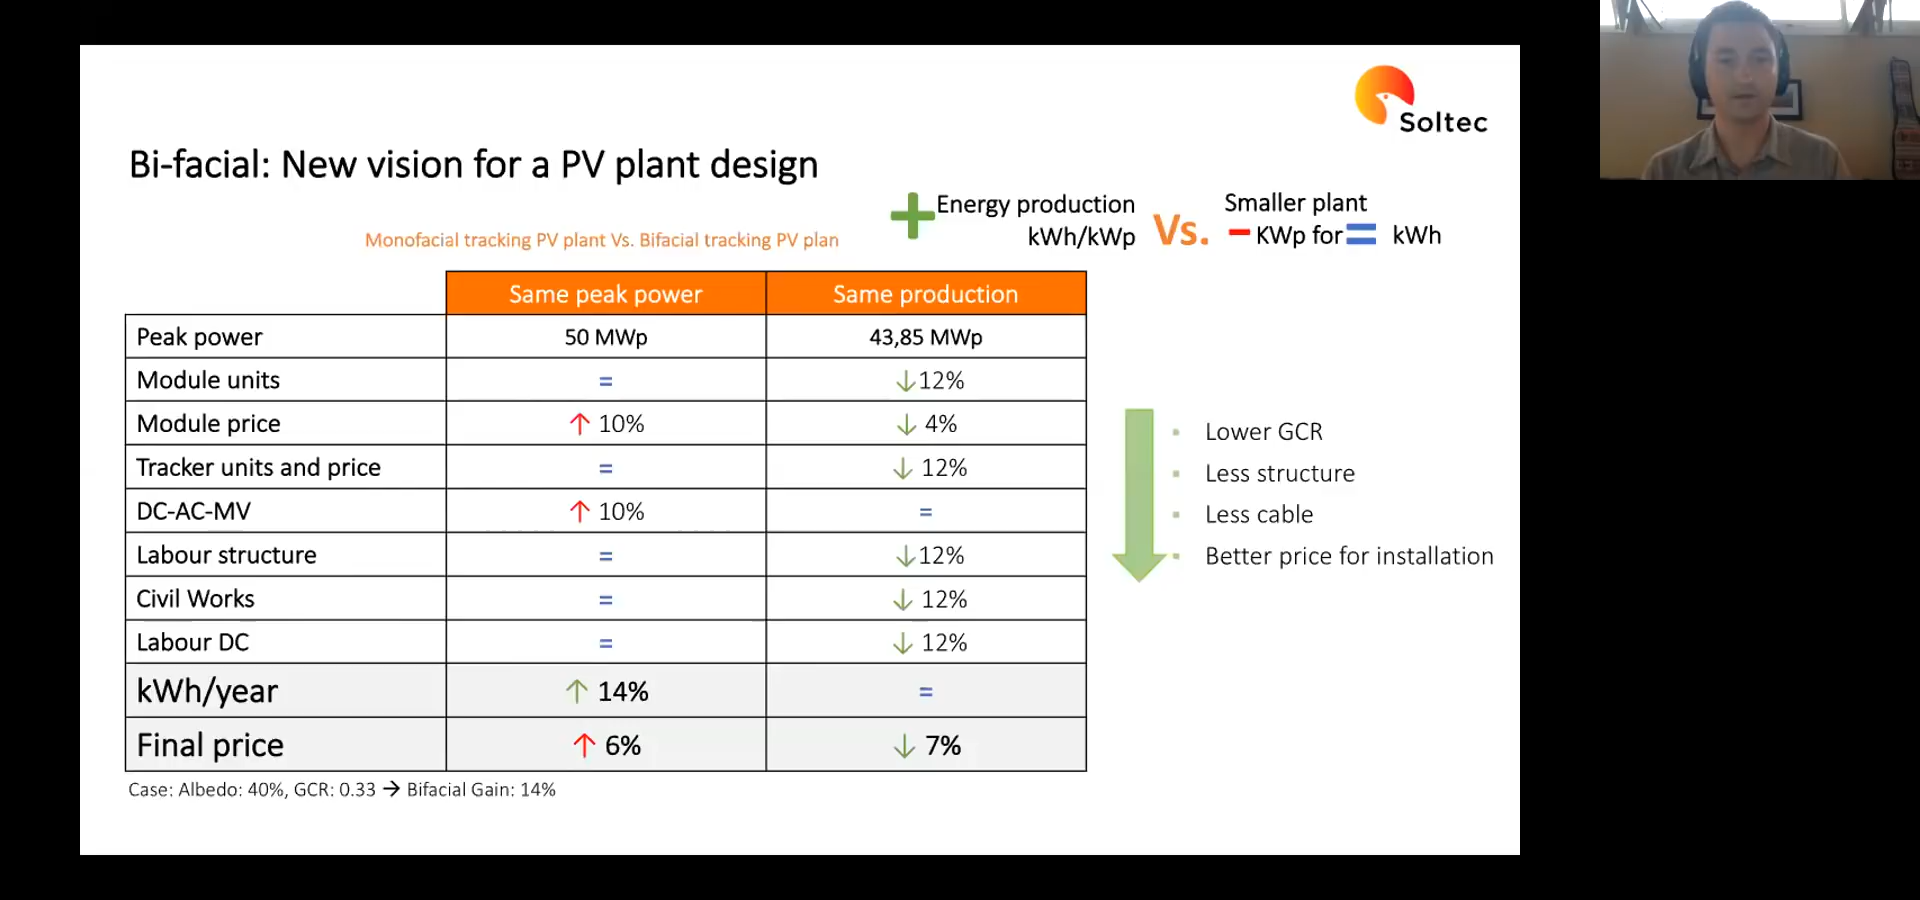 Soltec
Bi-facial: New vision for a PV plant design
+ Energy production
kWh/kWp
Vs.
Smaller plant
- KWp for = kWh
Monofacial tracking PV plant Vs. Bifacial tracking PV plan
Same peak power Same production
Peak power 50 MWp 43,85 MWp
Module units = ↓12%
Module price ↑ 10% ↓ 4%
Tracker units and price = ↓ 12%
DC-AC-MV ↑ 10% =
Labour structure = ↓12%
Civil Works = ↓ 12%
Labour DC = ↓ 12%
kWh/year ↑ 14% =
Final price ↑ 6% ↓ 7%
▪ Lower GCR
▪ Less structure
▪ Less cable
▪ Better price for installation
Case: Albedo: 40%, GCR: 0.33 → Bifacial Gain: 14%